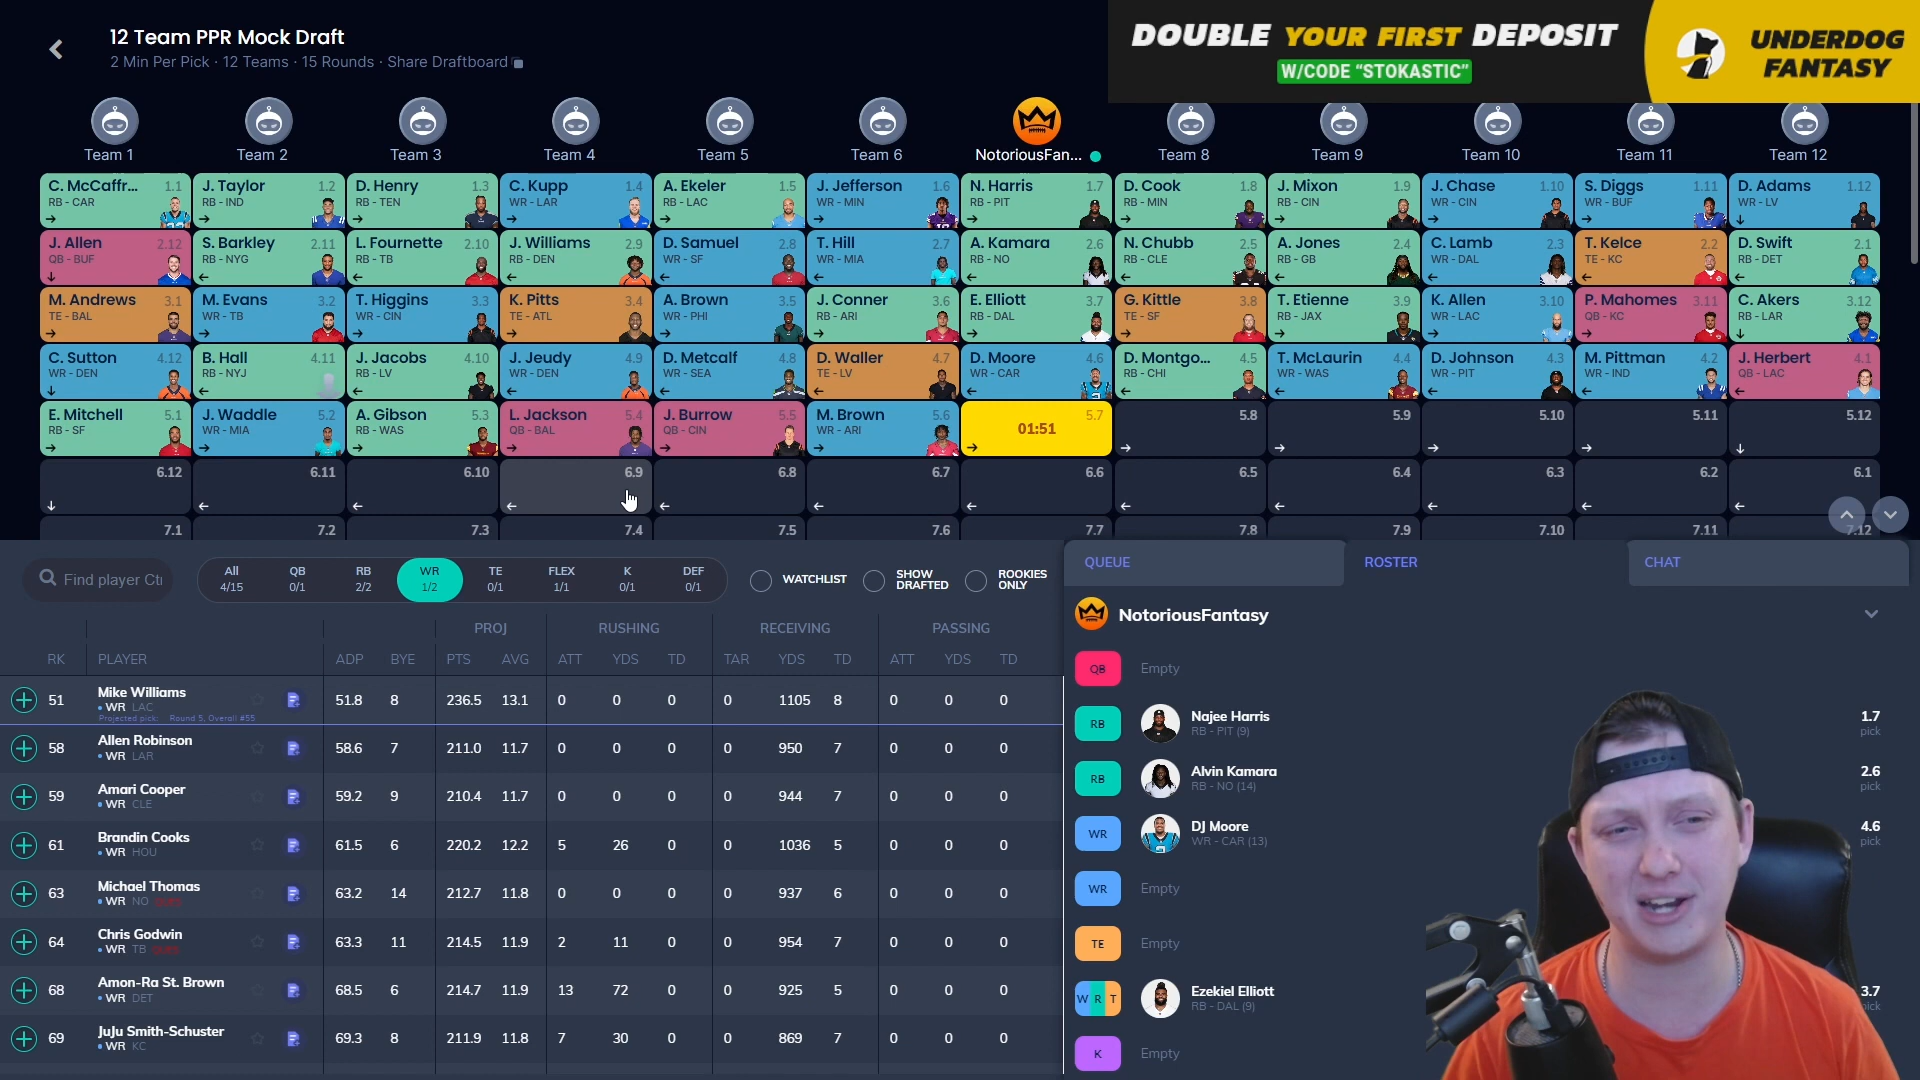 12 Team PPR Mock Draft
2 Min Per Pick · 12 Teams · 15 Rounds · Share Draftboard
DOUBLE YOUR FIRST DEPOSIT
W/CODE "STOKASTIC"
UNDERDOG
FANTASY
Team 1 Team 2 Team 3 Team 4 Team 5 Team 6 NotoriousFan... Team 8 Team 9 Team 10 Team 11 Team 12
C. McCaffr... 1.1 J. Taylor 1.2 D. Henry 1.3 C. Kupp 1.4 A. Ekeler 1.5 J. Jefferson 1.6 N. Harris 1.7 D. Cook 1.8 J. Mixon 1.9 J. Chase 1.10 S. Diggs 1.11 D. Adams 1.12
RB - CAR RB - IND RB - TEN WR - LAR RB - LAC WR - MIN RB - PIT RB - MIN RB - CIN WR - CIN WR - BUF WR - LV
J. Allen 2.12 S. Barkley 2.11 L. Fournette 2.10 J. Williams 2.9 D. Samuel 2.8 T. Hill 2.7 A. Kamara 2.6 N. Chubb 2.5 A. Jones 2.4 C. Lamb 2.3 T. Kelce 2.2 D. Swift 2.1
QB - BUF RB - NYG RB - TB RB - DEN WR - SF WR - MIA RB - NO RB - CLE RB - GB WR - DAL TE - KC RB - DET
M. Andrews 3.1 M. Evans 3.2 T. Higgins 3.3 K. Pitts 3.4 A. Brown 3.5 J. Conner 3.6 E. Elliott 3.7 G. Kittle 3.8 T. Etienne 3.9 K. Allen 3.10 P. Mahomes 3.11 C. Akers 3.12
TE - BAL WR - TB WR - CIN TE - ATL WR - PHI RB - ARI RB - DAL TE - SF RB - JAX WR - LAC QB - KC RB - LAR
C. Sutton 4.12 B. Hall 4.11 J. Jacobs 4.10 J. Jeudy 4.9 D. Metcalf 4.8 D. Waller 4.7 D. Moore 4.6 D. Montgo... 4.5 T. McLaurin 4.4 D. Johnson 4.3 M. Pittman 4.2 J. Herbert 4.1
WR - DEN RB - NYJ RB - LV WR - DEN WR - SEA TE - LV WR - CAR RB - CHI WR - WAS WR - PIT WR - IND QB - LAC
E. Mitchell 5.1 J. Waddle 5.2 A. Gibson 5.3 L. Jackson 5.4 J. Burrow 5.5 M. Brown 5.6 01:51 5.7 5.8 5.9 5.10 5.11 5.12
RB - SF WR - MIA RB - WAS QB - BAL QB - CIN WR - ARI
6.12 6.11 6.10 6.9 6.8 6.7 6.6 6.5 6.4 6.3 6.2 6.1
7.1 7.2 7.3 7.4 7.5 7.6 7.7 7.8 7.9 7.10 7.11 7.12
Find player Ct
All QB RB WR TE FLEX K DEF
4/15 0/1 2/2 1/2 0/1 1/1 0/1 0/1
WATCHLIST
SHOW
DRAFTED
ROOKIES
ONLY
PROJ RUSHING RECEIVING PASSING
RK PLAYER ADP BYE PTS AVG ATT YDS TD TAR YDS TD ATT YDS TD
51 Mike Williams 51.8 8 236.5 13.1 0 0 0 0 1105 8 0 0 0
WR LAC
Projected pick: Round 5, Overall #55
58 Allen Robinson 58.6 7 211.0 11.7 0 0 0 0 950 7 0 0 0
WR LAR
59 Amari Cooper 59.2 9 210.4 11.7 0 0 0 0 944 7 0 0 0
WR CLE
61 Brandin Cooks 61.5 6 220.2 12.2 5 26 0 0 1036 5 0 0 0
WR HOU
63 Michael Thomas 63.2 14 212.7 11.8 0 0 0 0 937 6 0 0 0
WR NO
64 Chris Godwin 63.3 11 214.5 11.9 2 11 0 0 954 7 0 0 0
WR TB
68 Amon-Ra St. Brown 68.5 6 214.7 11.9 13 72 0 0 925 5 0 0 0
WR DET
69 JuJu Smith-Schuster 69.3 8 211.9 11.8 7 30 0 0 869 7 0 0 0
WR KC
QUEUE ROSTER CHAT
NotoriousFantasy
QB Empty
RB Najee Harris 1.7
RB - PIT (9) pick
RB Alvin Kamara 2.6
RB - NO (14) pick
WR DJ Moore 4.6
WR - CAR (13) pick
WR Empty
TE Empty
W R T Ezekiel Elliott 3.7
RB - DAL (9)
K Empty